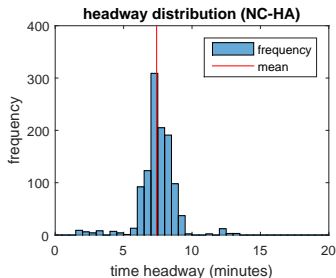 headway distribution (NC-HA)
400
300
200
100
0
frequency
frequency
mean
0
5
10
15
20
time headway (minutes)